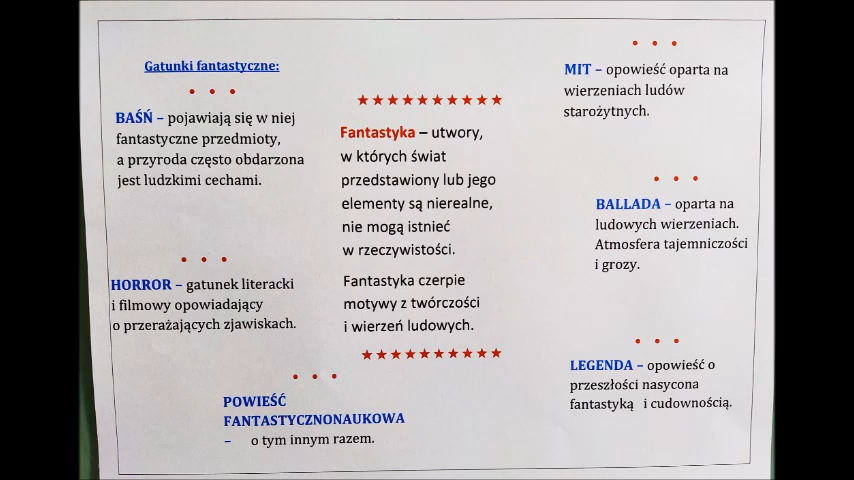 Gatunki fantastyczne:
BAŚŃ – pojawiają się w niej
fantastyczne przedmioty,
a przyroda często obdarzona
jest ludzkimi cechami.
HORROR – gatunek literacki
i filmowy opowiadający
o przerażających zjawiskach.
POWIEŚĆ
FANTASTYCZNONAUKOWA
– o tym innym razem.
Fantastyka – utwory,
w których świat
przedstawiony lub jego
elementy są nierealne,
nie mogą istnieć
w rzeczywistości.
Fantastyka czerpie
motywy z twórczości
i wierzeń ludowych.
MIT – opowieść oparta na
wierzeniach ludów
starożytnych.
BALLADA – oparta na
ludowych wierzeniach.
Atmosfera tajemniczości
i grozy.
LEGENDA – opowieść o
przeszłości nasycona
fantastyką i cudownością.